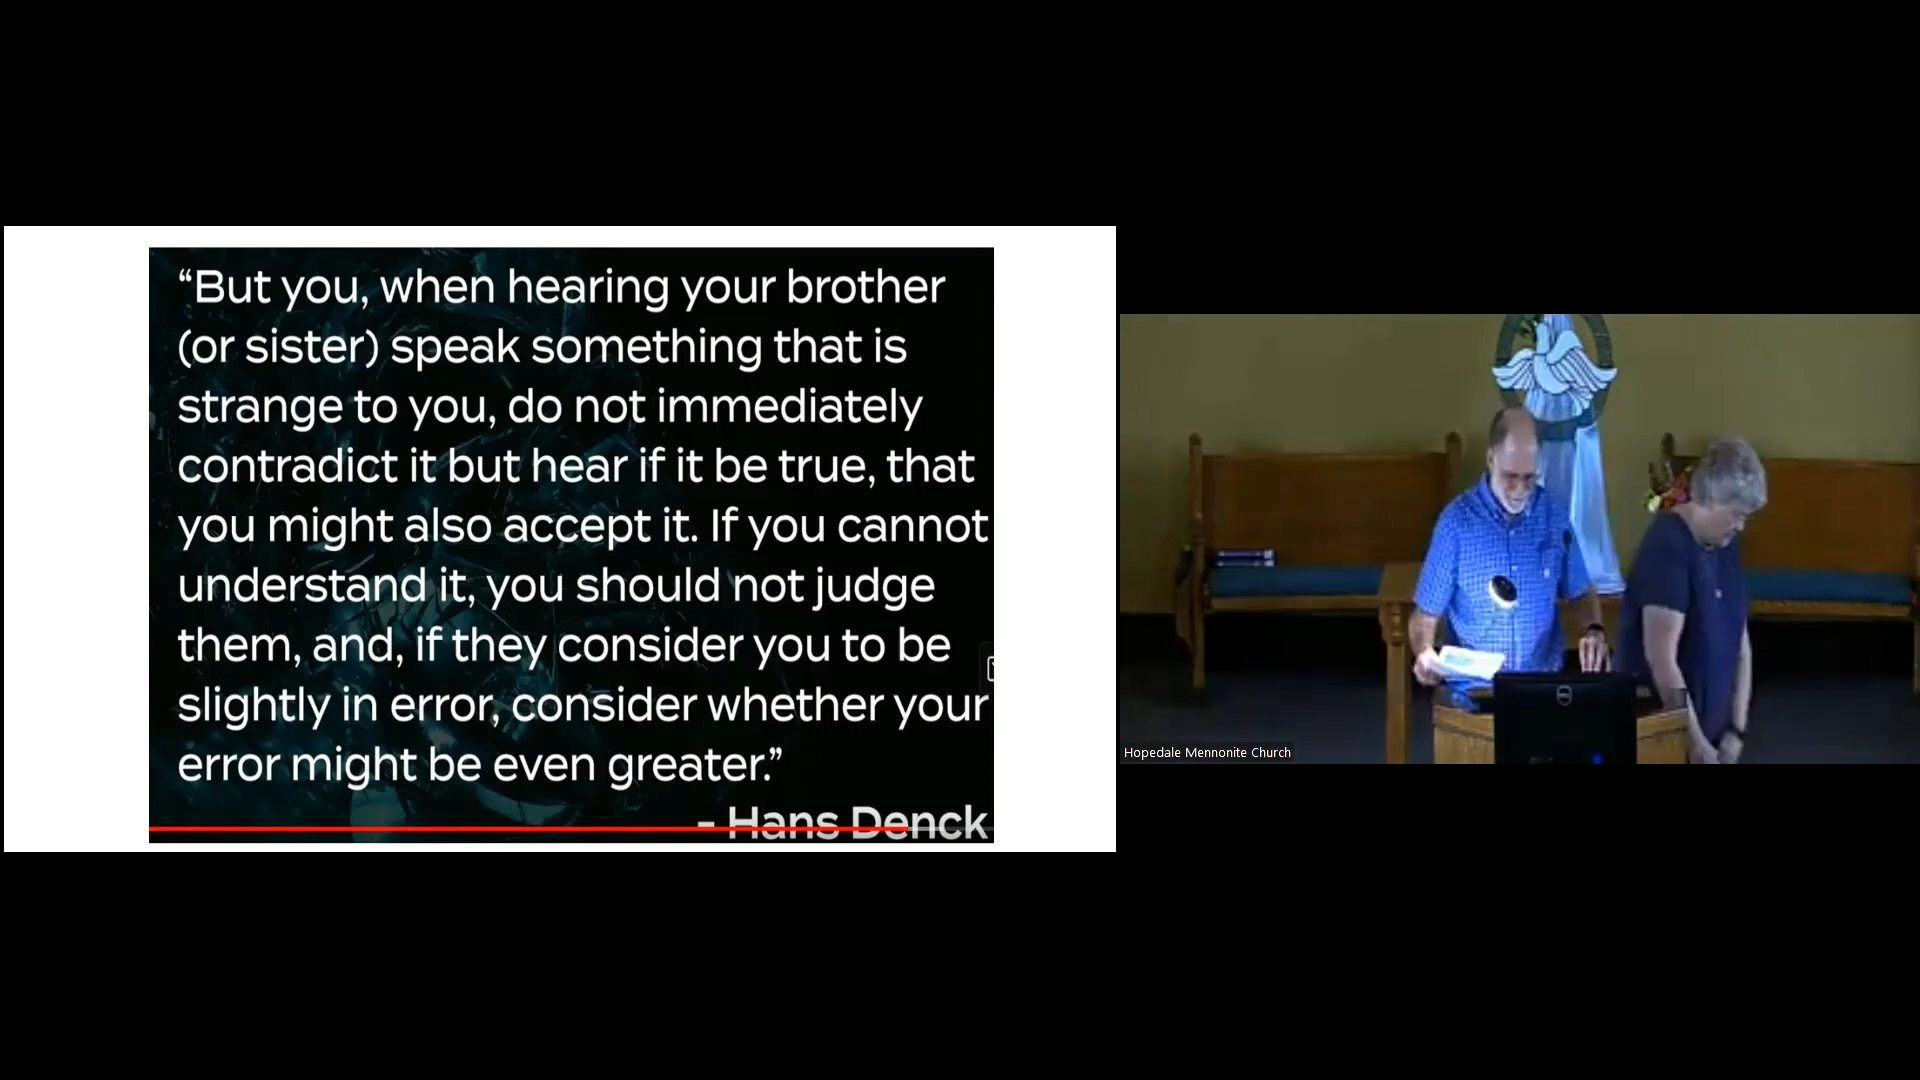 “But you, when hearing your brother
(or sister) speak something that is
strange to you, do not immediately
contradict it but hear if it be true, that
you might also accept it. If you cannot
understand it, you should not judge
them, and, if they consider you to be
slightly in error, consider whether your
error might be even greater.”
- Hans Denck
Hopedale Mennonite Church
DELL